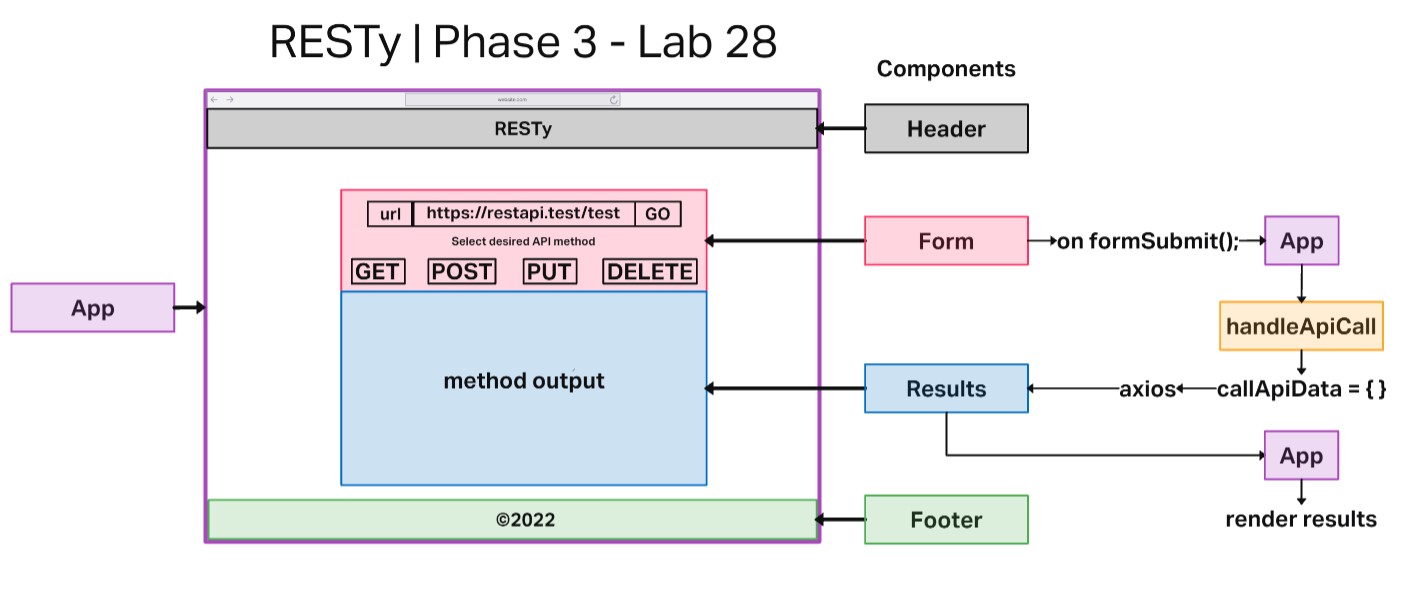 RESTy | Phase 3 - Lab 28
Components
website.com
RESTy
Header
url
https://restapi.test/test
GO
Select desired API method
GET
POST
PUT
DELETE
Form
on formSubmit();
App
App
handleApiCall
method output
Results
axios
callApiData = { }
App
©2022
Footer
render results